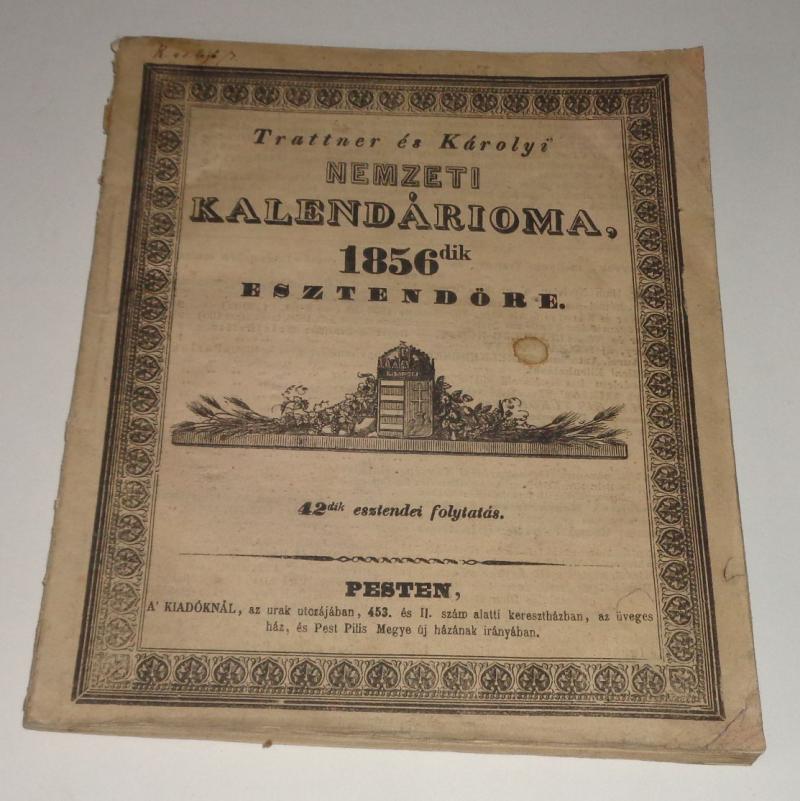 Trattner és Károlyi
NEMZETI
KALENDÁRIOMA,
1856dik
ESZTENDŐRE.
42dik esztendei folytatás.
PESTEN,
A' KIADÓKNÁL, az urak utczájában, 453. és II. szám alatti keresztházban, az üveges
ház, és Pest Pilis Megye új házának irányában.